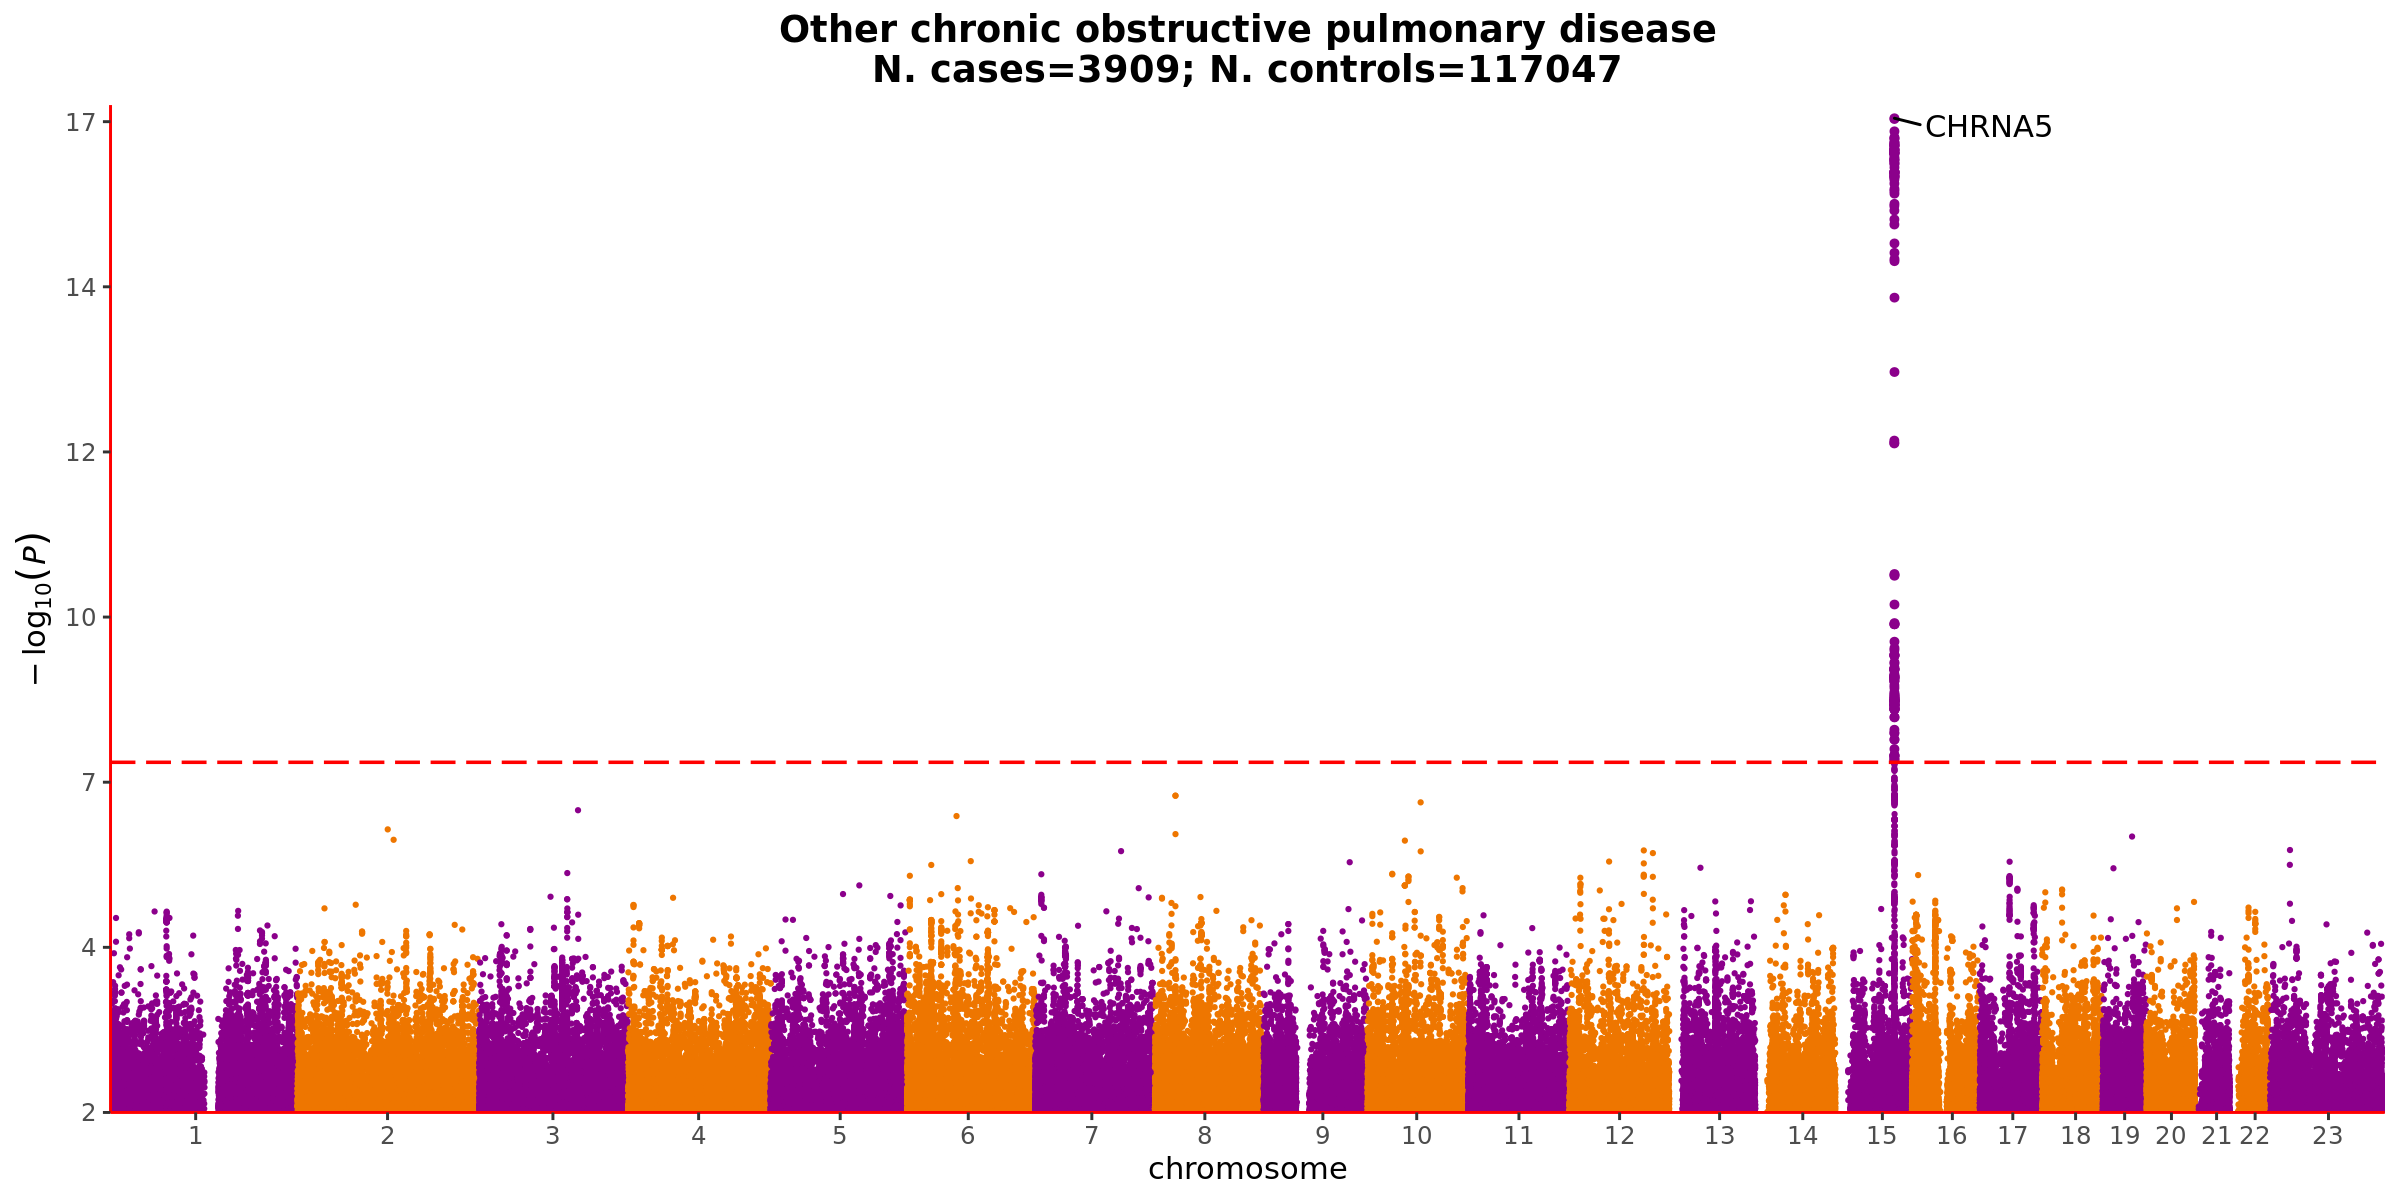 Other chronic obstructive pulmonary disease
N. cases=3909; N. controls=117047
17
CHRNA5
14
12
10
7
4
2
− log10(P)
1 2 3 4 5 6 7 8 9 10 11 12 13 14 15 16 17 18 19 20 21 22 23
chromosome